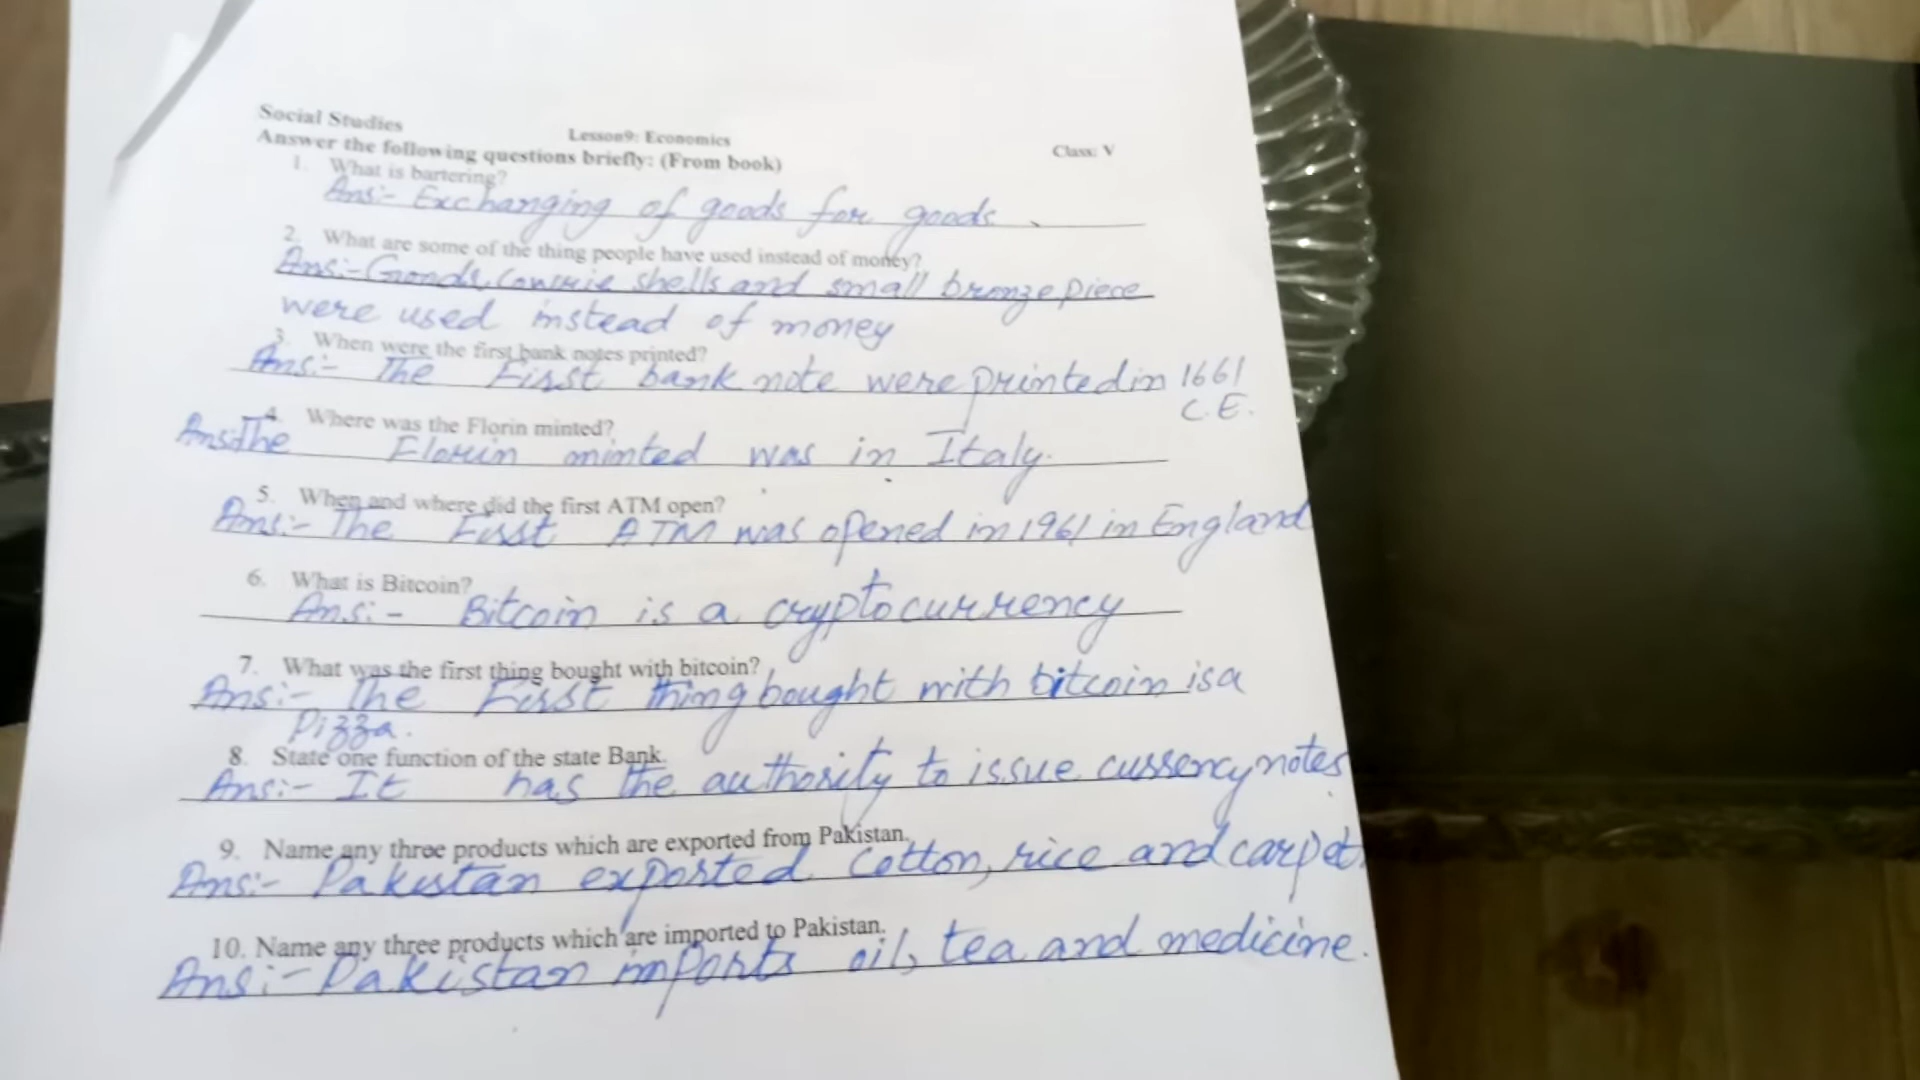 Social Studies
Lesson9: Economics
Class: V
Answer the following questions briefly: (From book)
1. What is bartering?
Ans:- Exchanging of goods for goods.
2. What are some of the thing people have used instead of money?
Ans:- Goods, Cowrie shells and small bronze piece
were used instead of money
3. When were the first bank notes printed?
Ans:- The First bank note were printed in 1661
C.E.
4. Where was the Florin minted?
Ans:The Florin minted was in Italy.
5. When and where did the first ATM open?
Ans:- The First ATM was opened in 1961 in England
6. What is Bitcoin?
Ans:- Bitcoin is a cryptocurrency
7. What was the first thing bought with bitcoin?
Ans:- The First thing bought with bitcoin is a
Pizza.
8. State one function of the state Bank.
Ans:- It has the authority to issue currency notes.
9. Name any three products which are exported from Pakistan.
Ans:- Pakistan exported Cotton, rice and carpet.
10. Name any three products which are imported to Pakistan.
Ans:- Pakistan imports oil, tea and medicine.